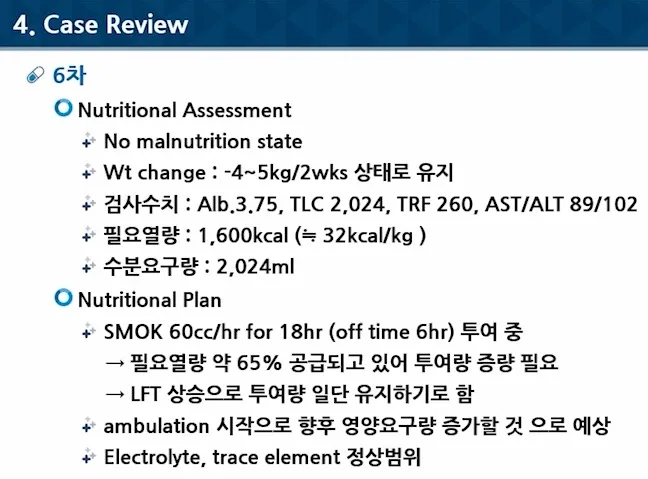 4. Case Review
6차
Nutritional Assessment
No malnutrition state
Wt change : -4~5kg/2wks 상태로 유지
검사수치 : Alb.3.75, TLC 2,024, TRF 260, AST/ALT 89/102
필요열량 : 1,600kcal (≒ 32kcal/kg )
수분요구량 : 2,024ml
Nutritional Plan
SMOK 60cc/hr for 18hr (off time 6hr) 투여 중
→ 필요열량 약 65% 공급되고 있어 투여량 증량 필요
→ LFT 상승으로 투여량 일단 유지하기로 함
ambulation 시작으로 향후 영양요구량 증가할 것 으로 예상
Electrolyte, trace element 정상범위